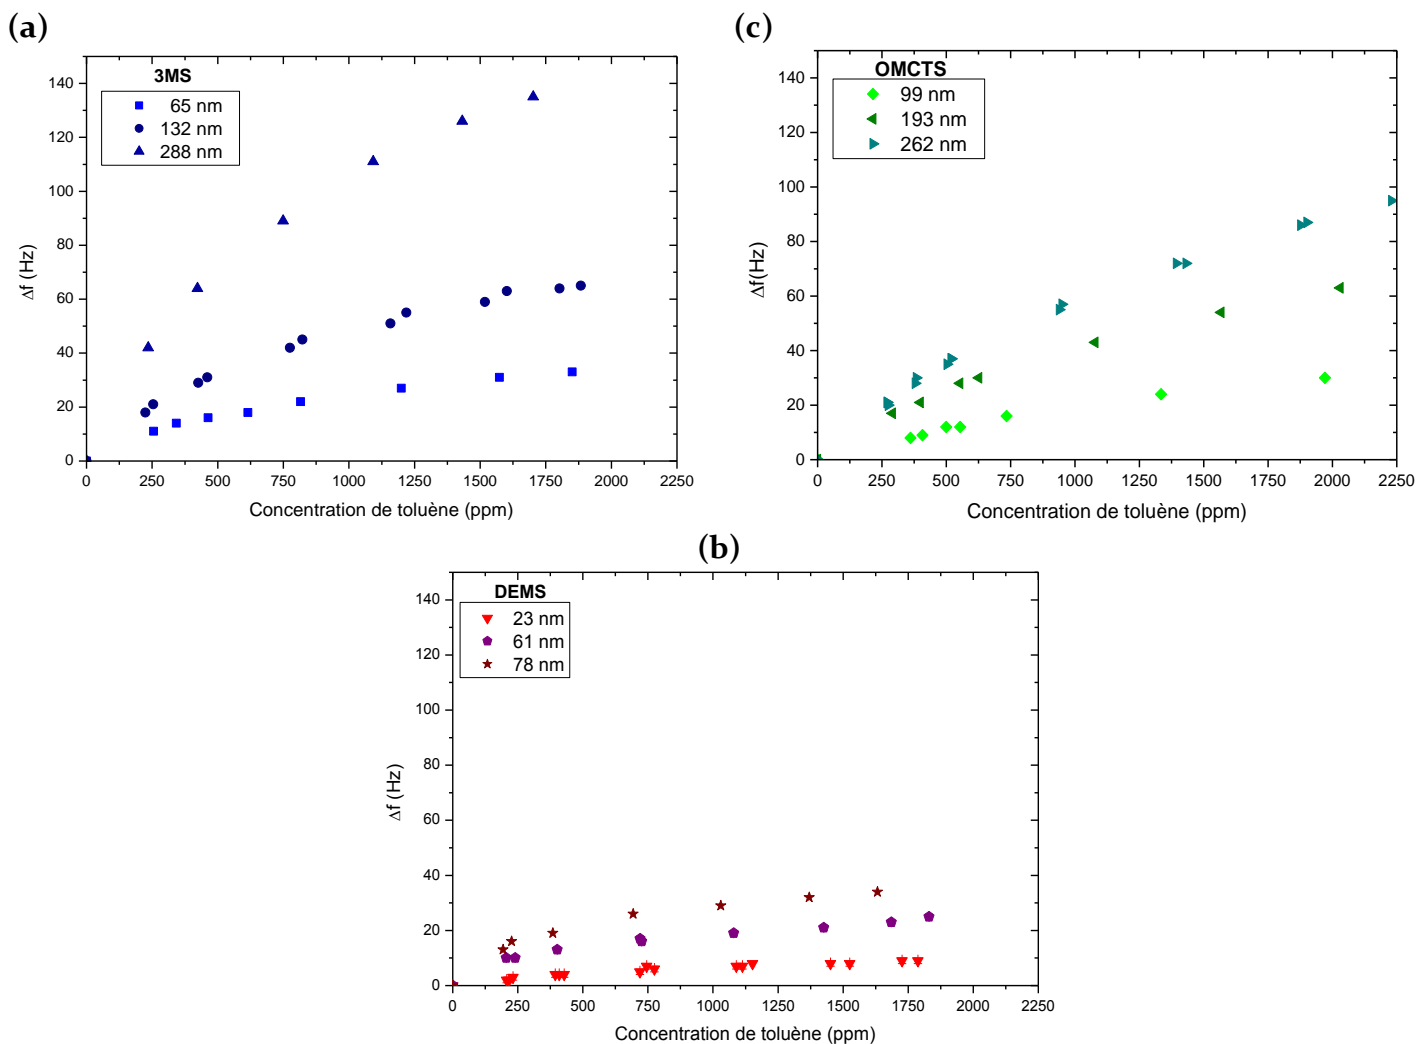 (a)
3MS
65 nm
132 nm
288 nm
140
120
100
80
60
40
20
0
Δf (Hz)
0 250 500 750 1000 1250 1500 1750 2000 2250
Concentration de toluène (ppm)
(c)
OMCTS
99 nm
193 nm
262 nm
140
120
100
80
60
40
20
0
Δf(Hz)
0 250 500 750 1000 1250 1500 1750 2000 2250
Concentration de toluène (ppm)
(b)
DEMS
23 nm
61 nm
78 nm
140
120
100
80
60
40
20
0
Δf (Hz)
0 250 500 750 1000 1250 1500 1750 2000 2250
Concentration de toluène (ppm)